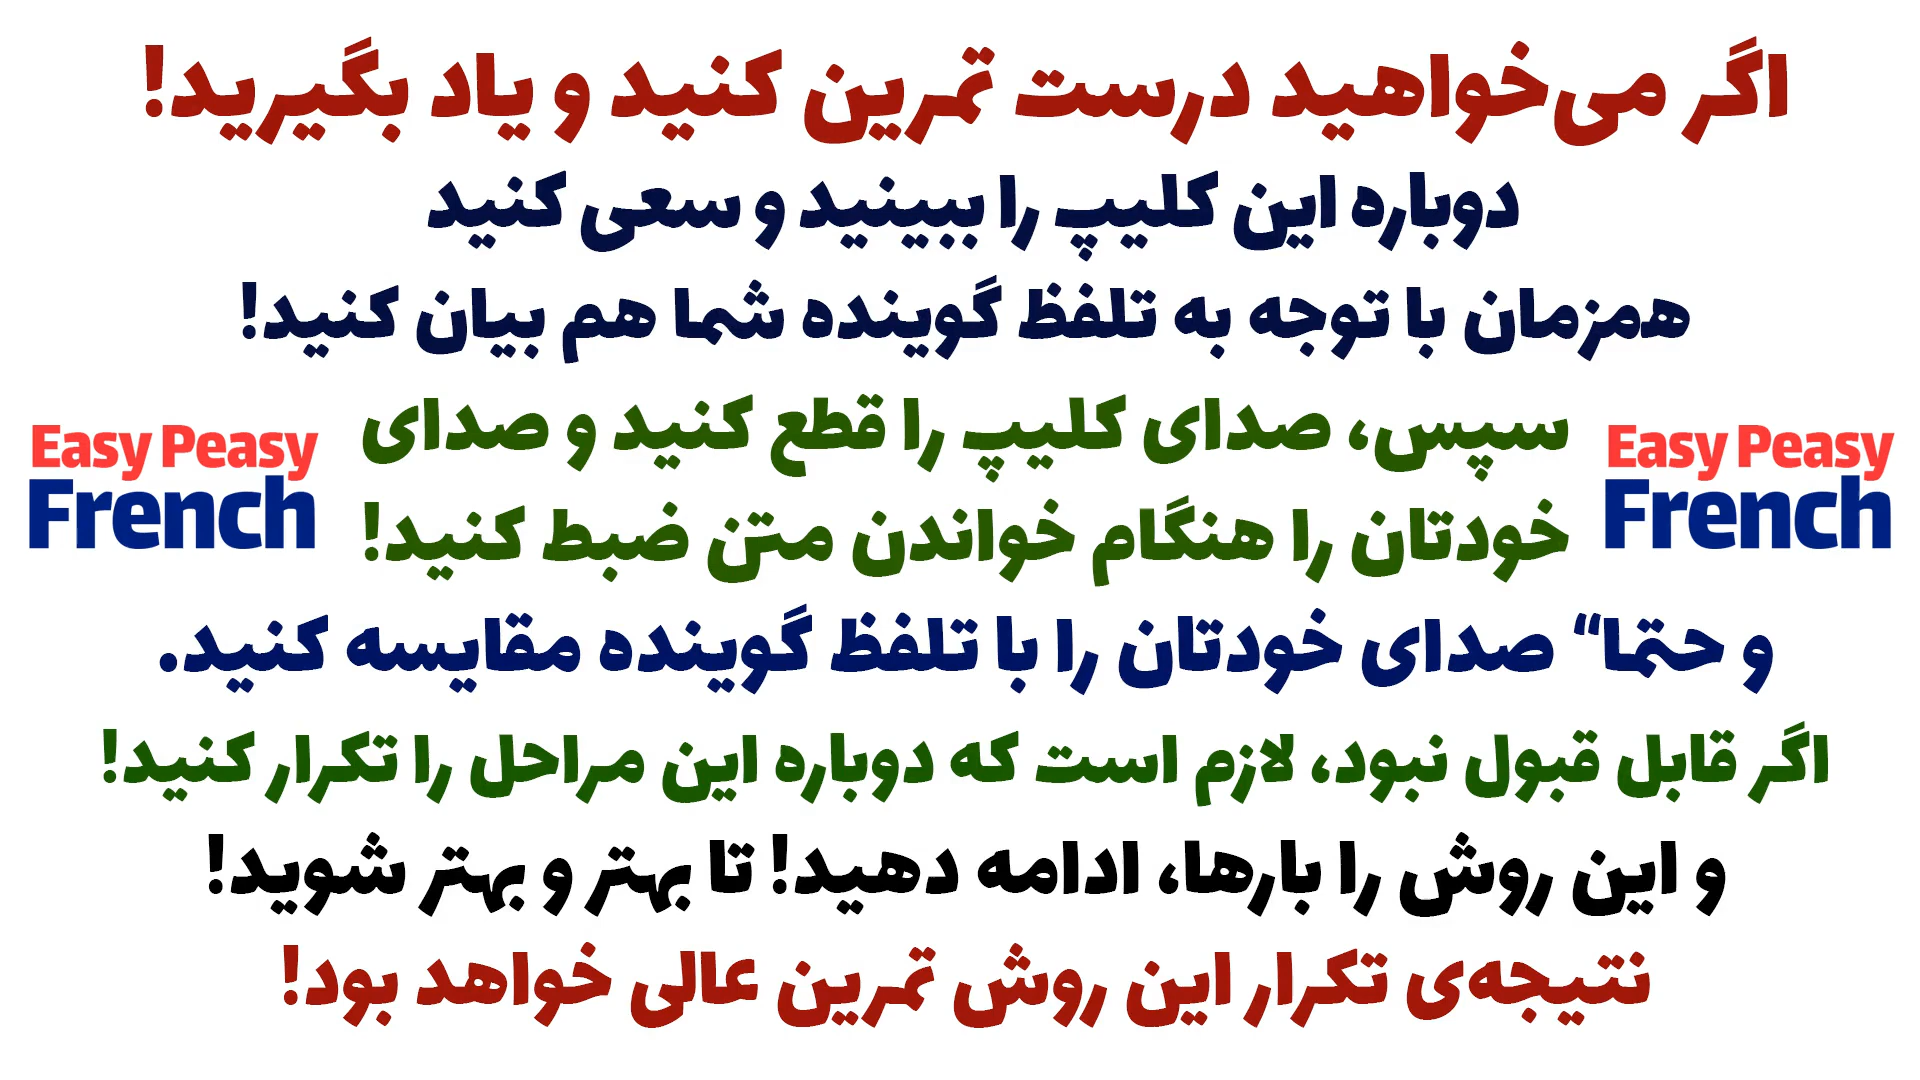 اگر می‌خواهید درست تمرین کنید و یاد بگیرید!
دوباره این کلیپ را ببینید و سعی کنید
همزمان با توجه به تلفظ گوینده شما هم بیان کنید!
سپس، صدای کلیپ را قطع کنید و صدای
خودتان را هنگام خواندن متن ضبط کنید!
Easy Peasy
French
Easy Peasy
French
و حتما“ صدای خودتان را با تلفظ گوینده مقایسه کنید.
اگر قابل قبول نبود، لازم است که دوباره این مراحل را تکرار کنید!
و این روش را بارها، ادامه دهید! تا بهتر و بهتر شوید!
نتیجه‌ی تکرار این روش تمرین عالی خواهد بود!